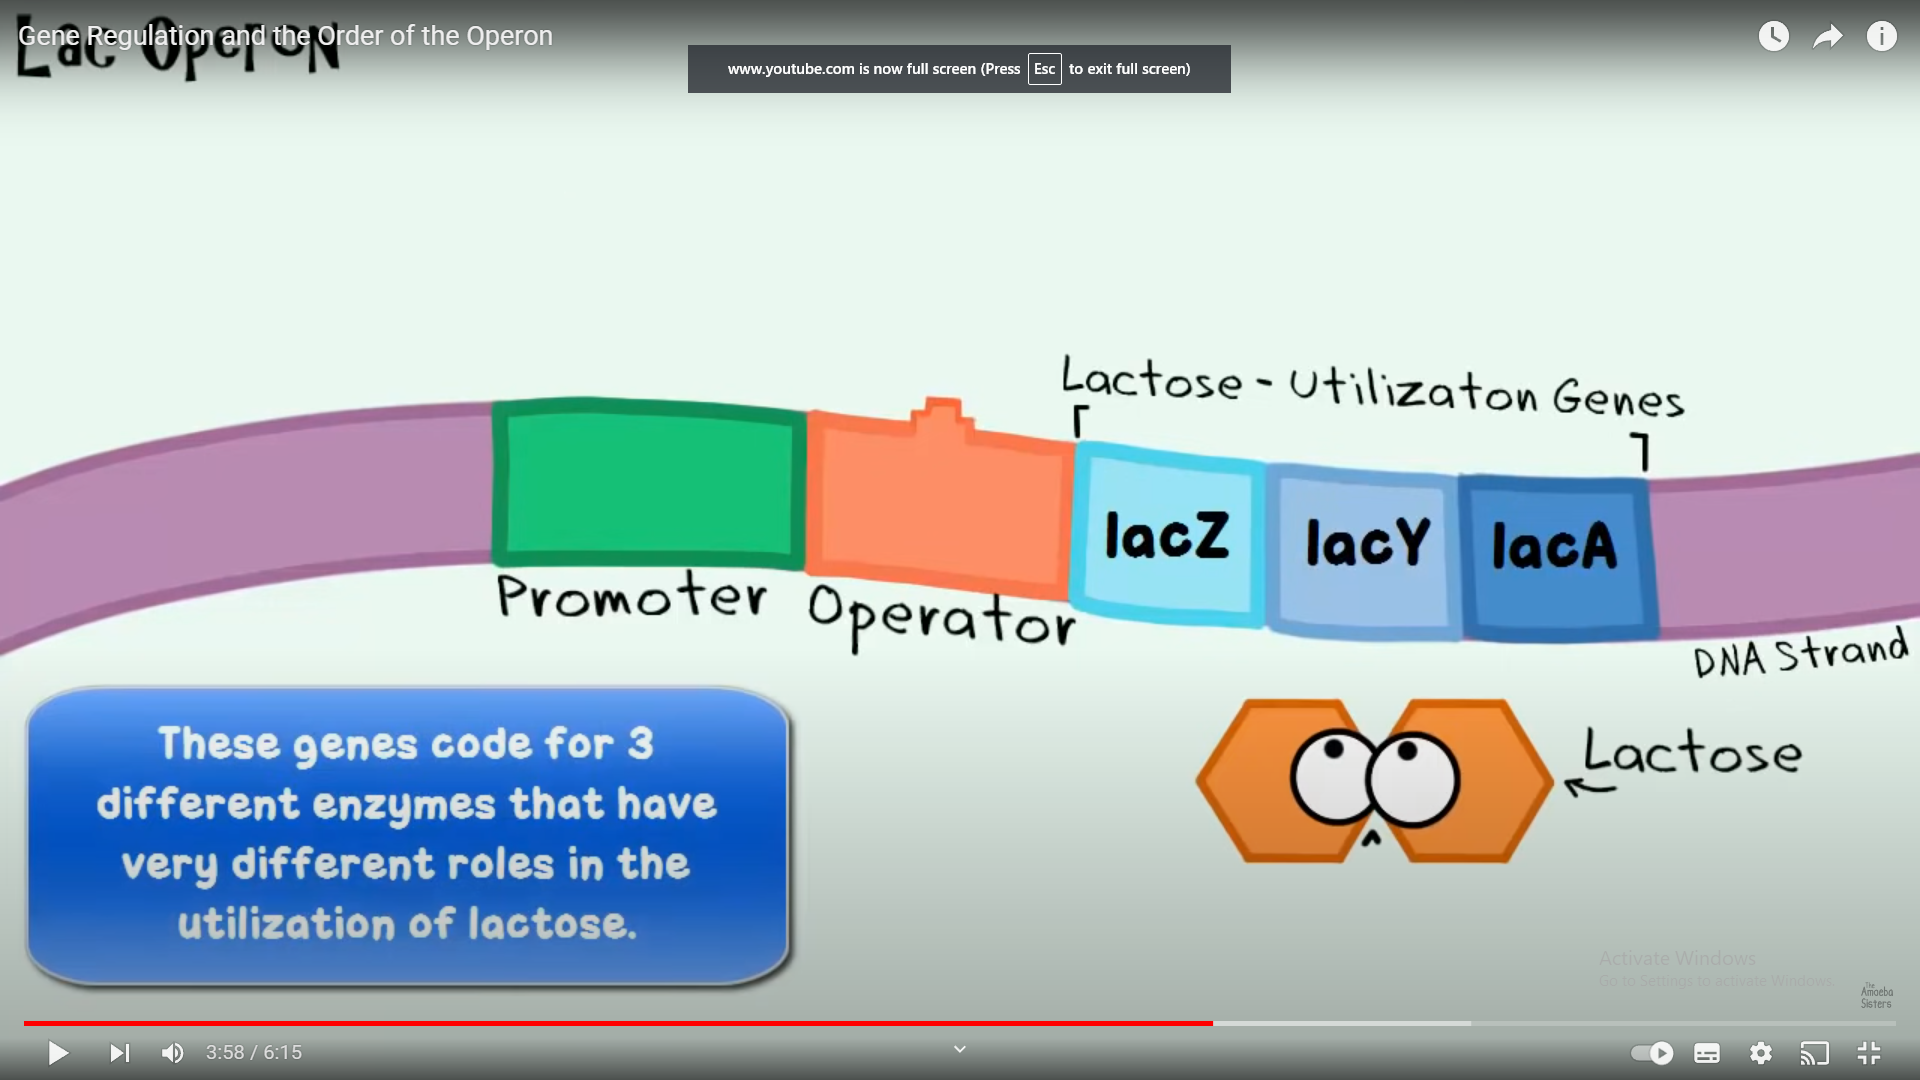 Gene Regulation and the Order of the Operon
Lac Operon
www.youtube.com is now full screen (Press Esc to exit full screen)
Lactose - Utilizaton Genes
lacZ
lacY
lacA
Promoter
Operator
DNA Strand
These genes code for 3
different enzymes that have
very different roles in the
utilization of lactose.
Lactose
Activate Windows
Go to Settings to activate Windows.
The
Amoeba
Sisters
3:58 / 6:15